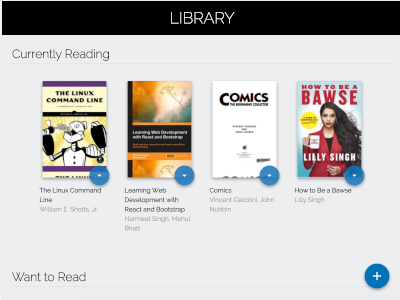 LIBRARY
Currently Reading
THE LINUX
COMMAND LINE
Learning Web Development
with React and Bootstrap
COMICS
THE BEGINNING COLLECTOR
HOW TO BE A
BAWSE
LILLY SINGH
The Linux Command
Line
William E. Shotts, Jr.
Learning Web
Development with
React and Bootstrap
Harmeet Singh, Mehul
Bhatt
Comics
Vincent Cecolini, John
Nubbin
How to Be a Bawse
Lilly Singh
Want to Read